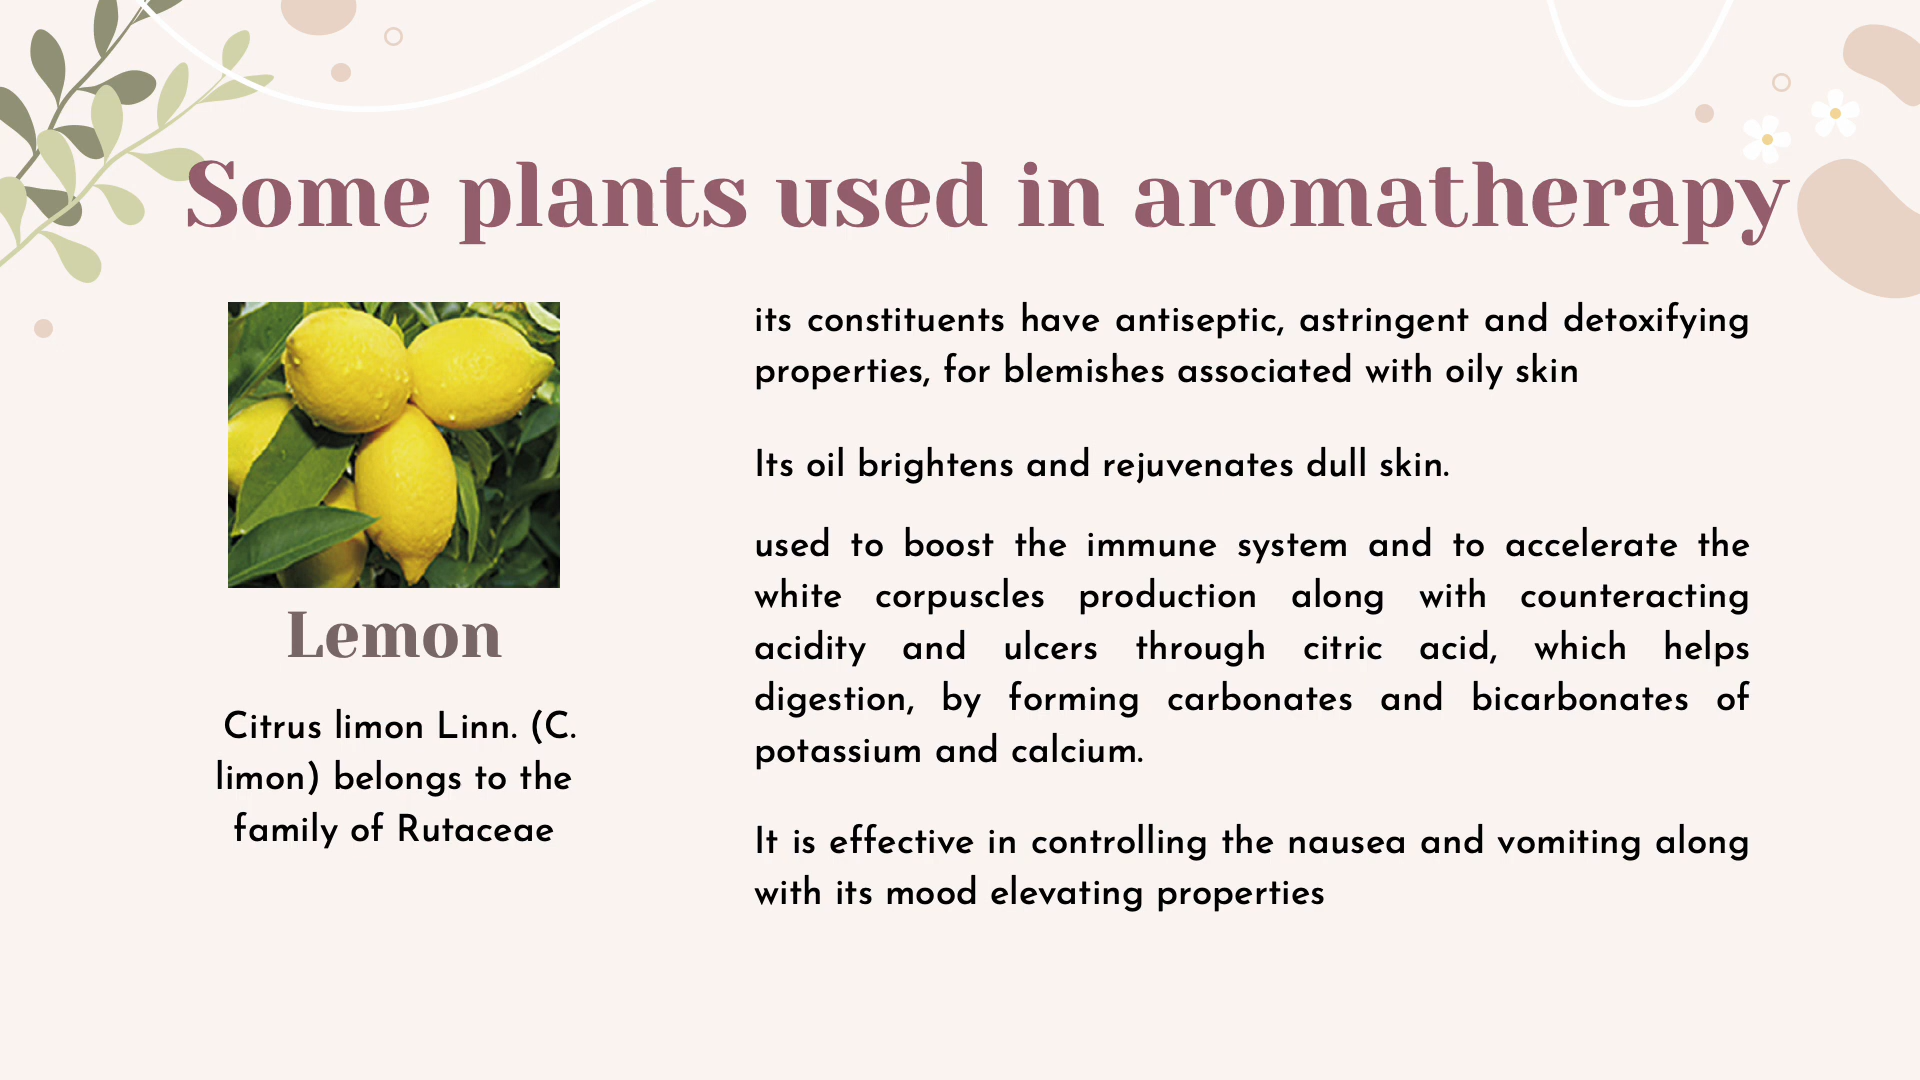 Some plants used in aromatherapy
Lemon
Citrus limon Linn. (C.
limon) belongs to the
family of Rutaceae
its constituents have antiseptic, astringent and detoxifying
properties, for blemishes associated with oily skin
Its oil brightens and rejuvenates dull skin.
used to boost the immune system and to accelerate the
white corpuscles production along with counteracting
acidity and ulcers through citric acid, which helps
digestion, by forming carbonates and bicarbonates of
potassium and calcium.
It is effective in controlling the nausea and vomiting along
with its mood elevating properties